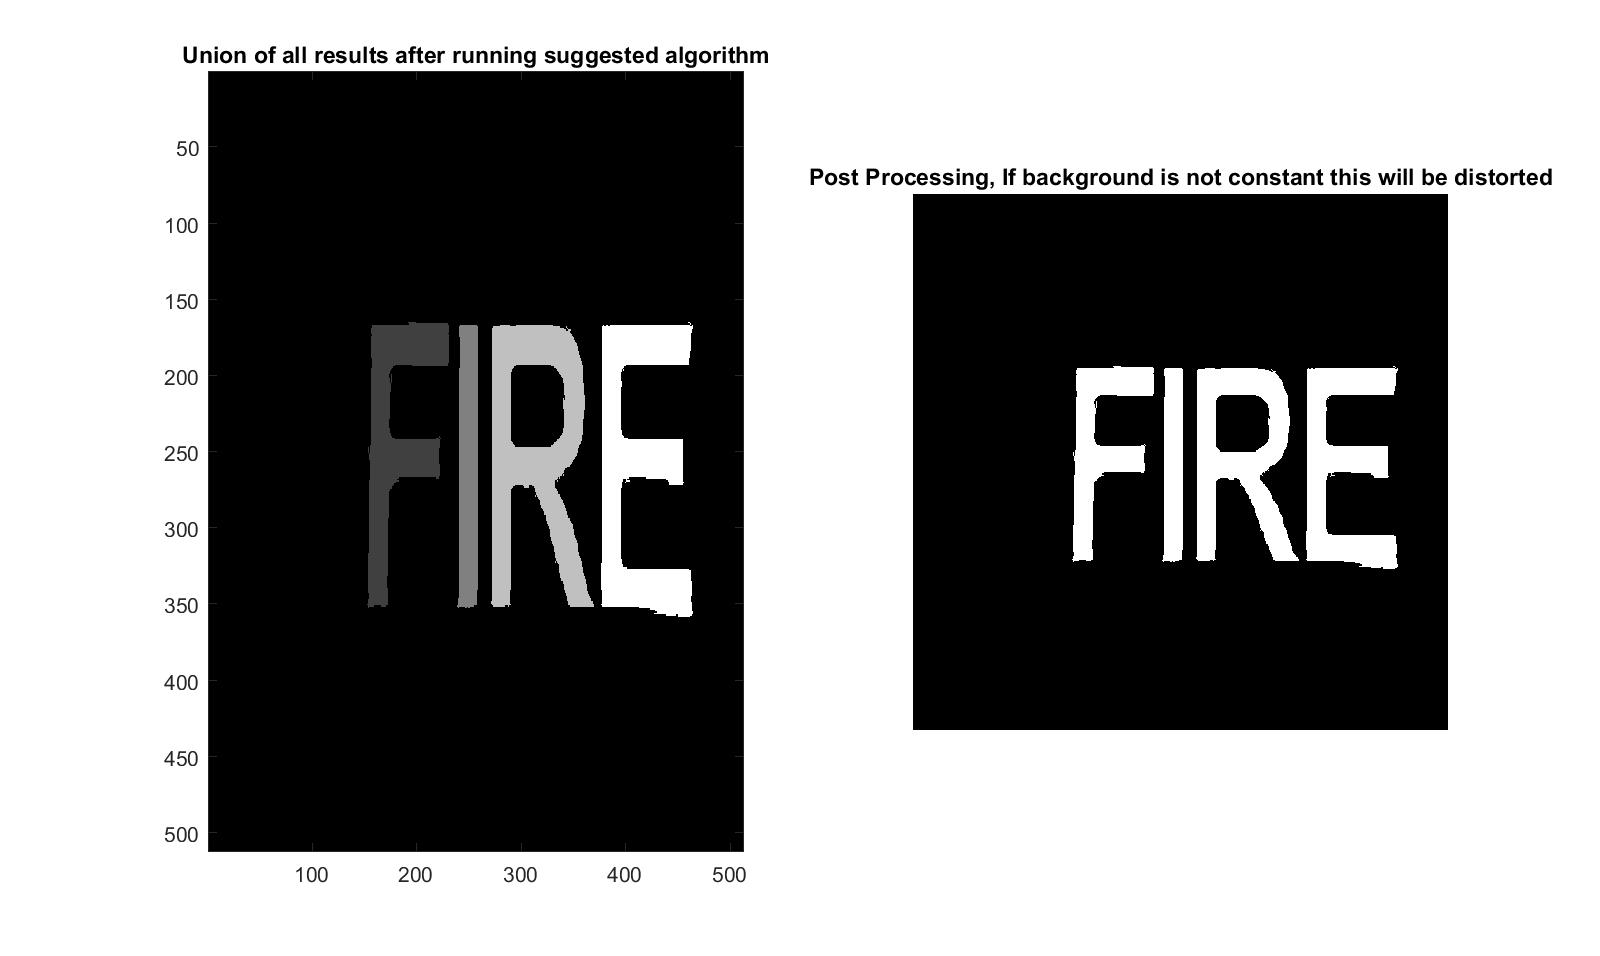 Union of all results after running suggested algorithm
50
100
150
200
250
300
350
400
450
500
100 200 300 400 500
FIRE
Post Processing, If background is not constant this will be distorted
FIRE